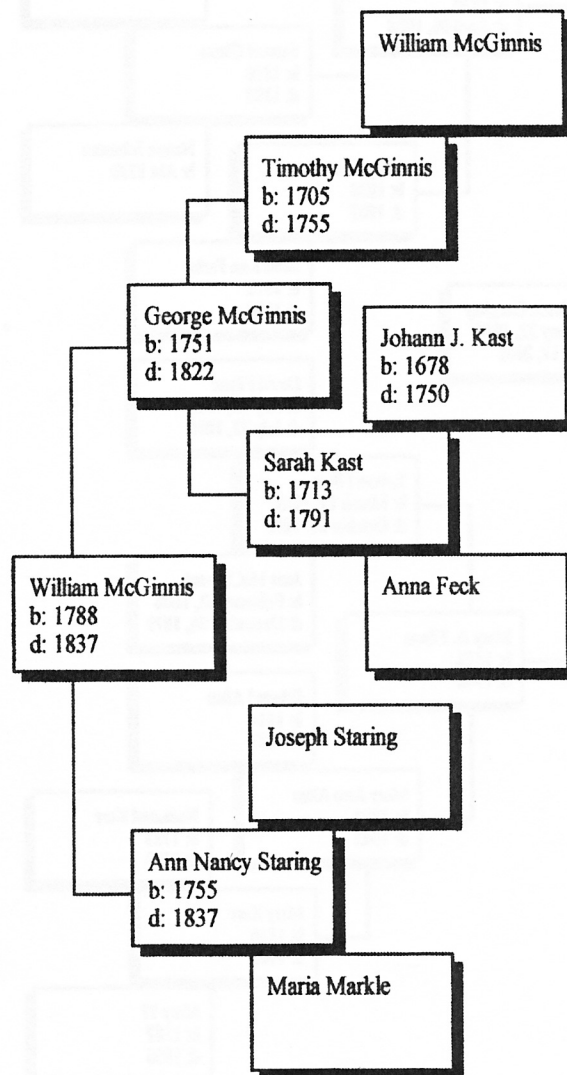 William McGinnis
Timothy McGinnis
b: 1705
d: 1755
George McGinnis
b: 1751
d: 1822
Johann J. Kast
b: 1678
d: 1750
Sarah Kast
b: 1713
d: 1791
William McGinnis
b: 1788
d: 1837
Anna Feck
Joseph Staring
Ann Nancy Staring
b: 1755
d: 1837
Maria Markle